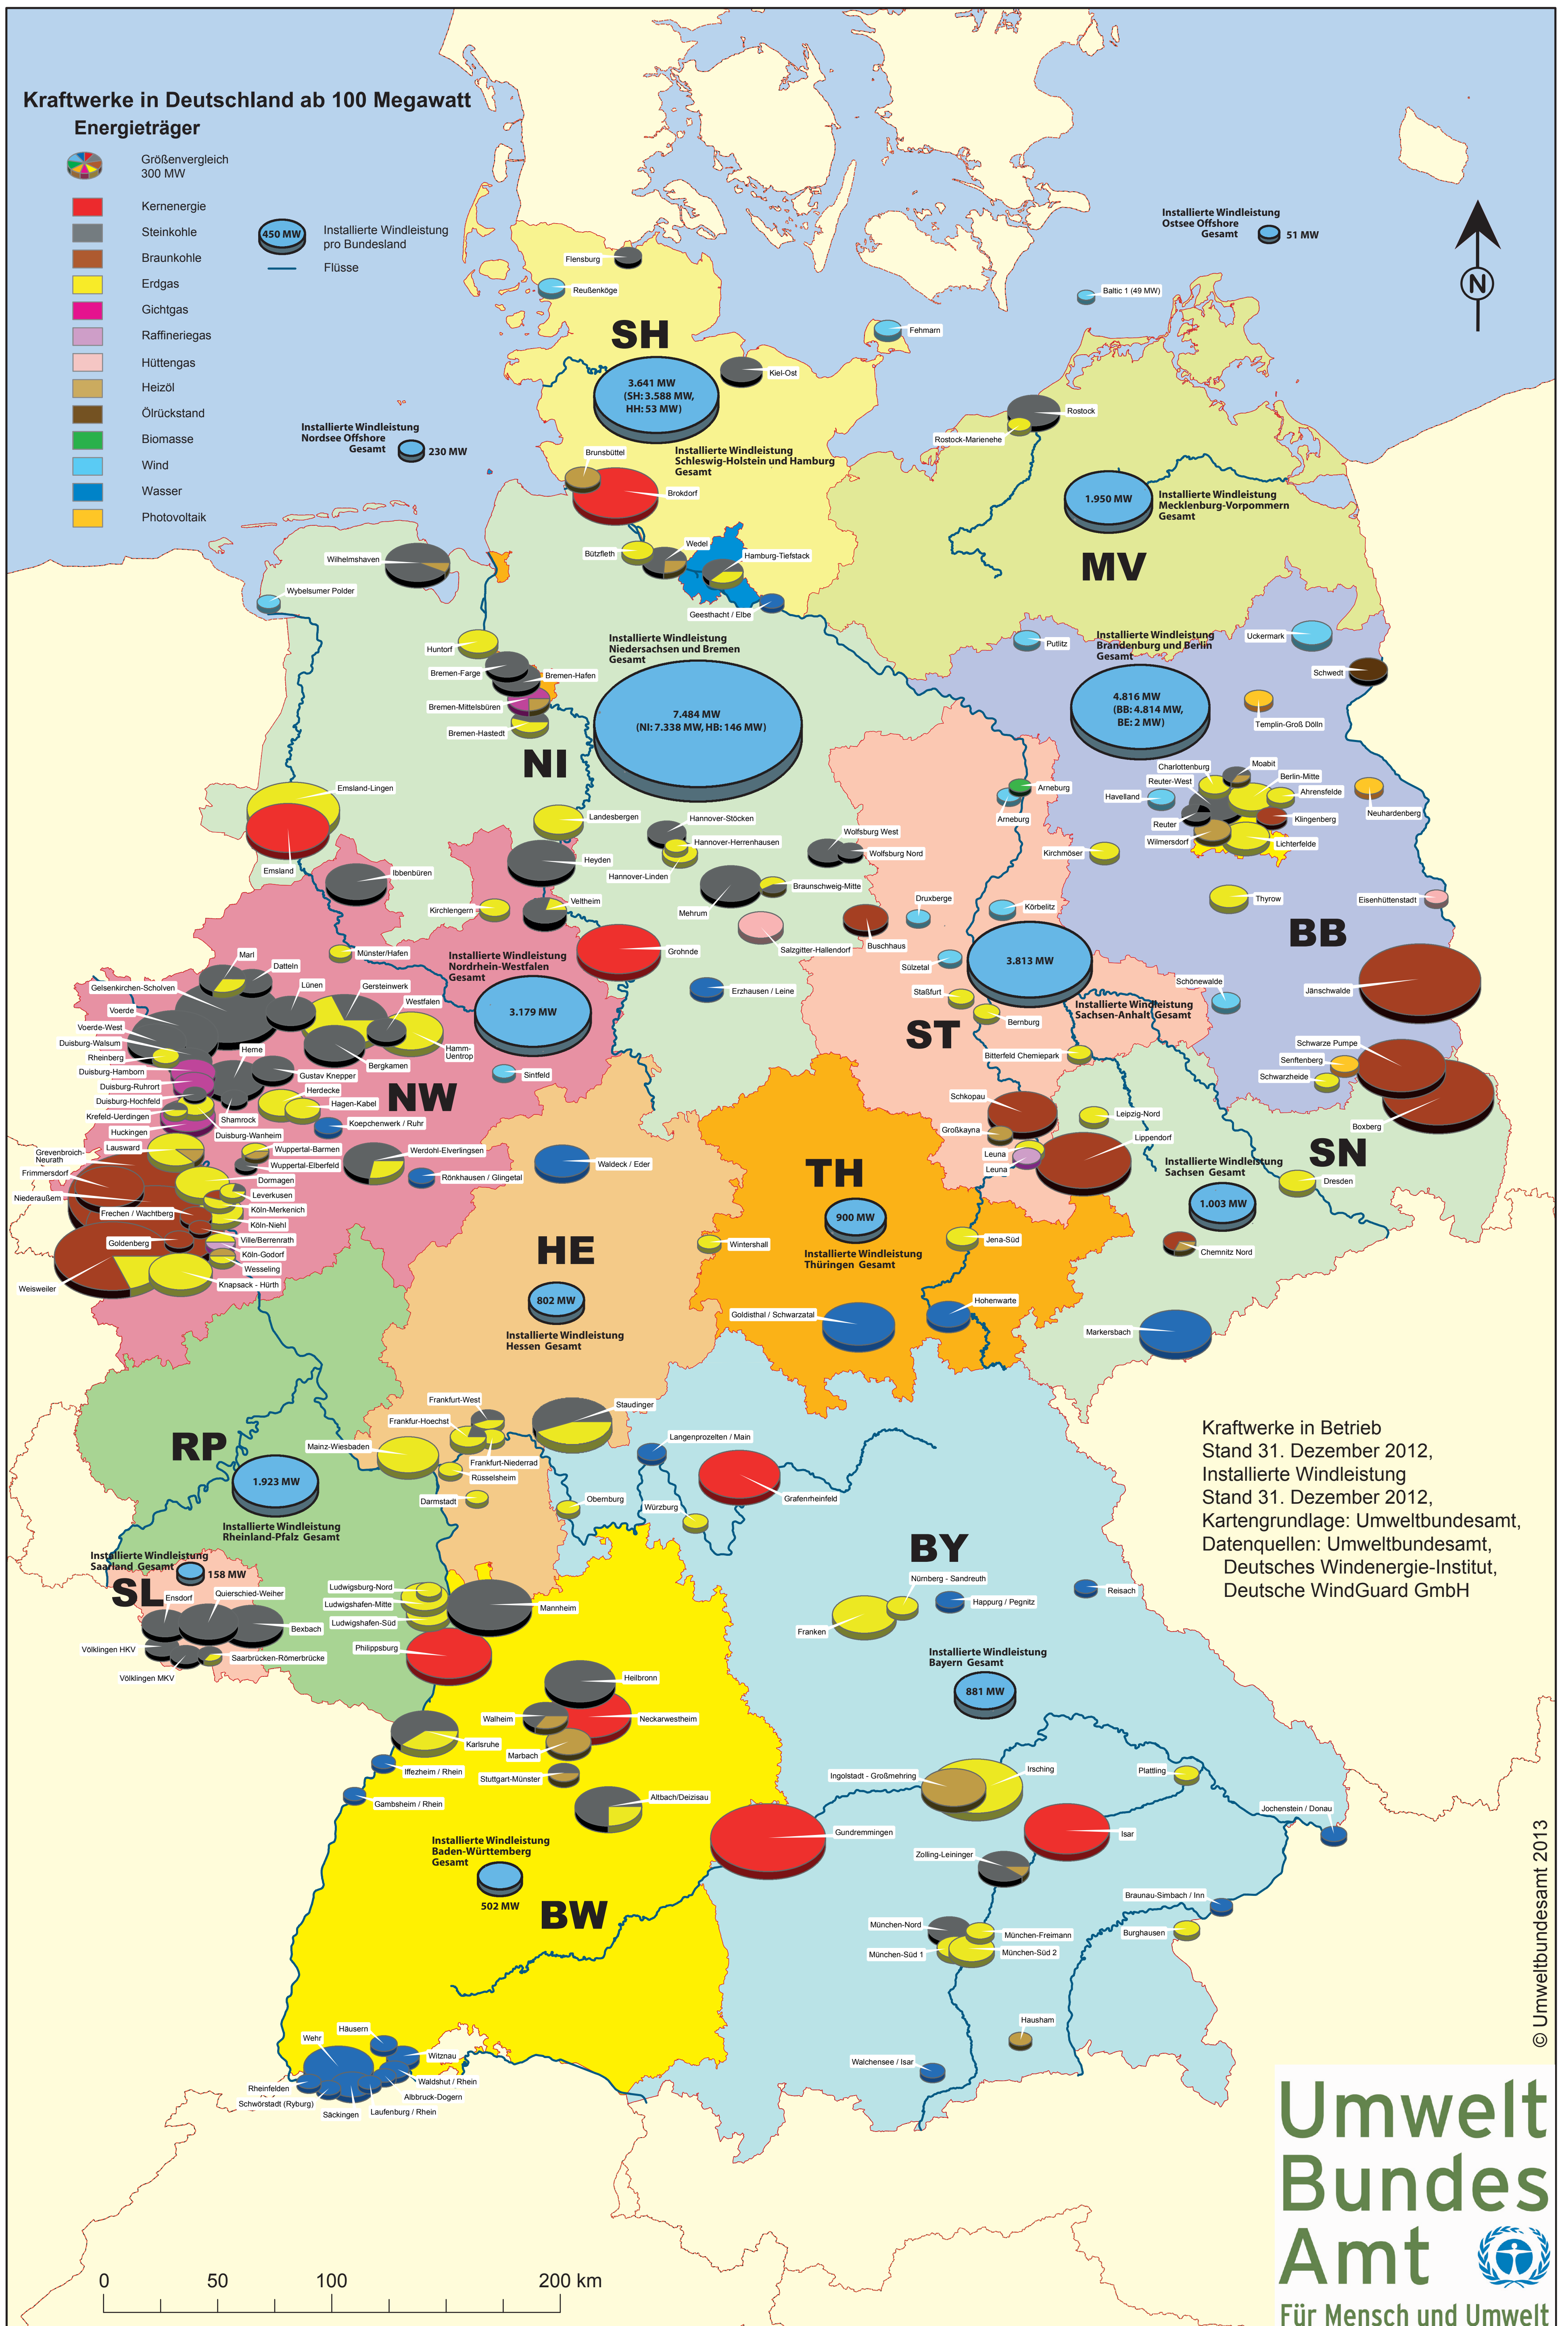 Kraftwerke in Deutschland ab 100 Megawatt
Energieträger
Größenvergleich
300 MW
Kernenergie
Steinkohle
Braunkohle
Erdgas
Gichtgas
Raffineriegas
Hüttengas
Heizöl
Ölrückstand
Biomasse
Wind
Wasser
Photovoltaik
450 MW
Installierte Windleistung
pro Bundesland
Flüsse
Installierte Windleistung
Ostsee Offshore
Gesamt
51 MW
N
Flensburg
Reußenköge
Baltic 1 (49 MW)
SH
Fehmarn
3.641 MW
(SH: 3.588 MW,
HH: 53 MW)
Kiel-Ost
Rostock
Rostock-Marienehe
Installierte Windleistung
Nordsee Offshore
Gesamt
230 MW
Installierte Windleistung
Schleswig-Holstein und Hamburg
Gesamt
Brunsbüttel
Brokdorf
1.950 MW
Installierte Windleistung
Mecklenburg-Vorpommern
Gesamt
MV
Wilhelmshaven
Bützfleth
Wedel
Hamburg-Tiefstack
Wybelsumer Polder
Geesthacht / Elbe
Huntorf
Bremen-Farge
Bremen-Hafen
Bremen-Mittelsbüren
Bremen-Hastedt
Installierte Windleistung
Niedersachsen und Bremen
Gesamt
7.484 MW
(NI: 7.338 MW, HB: 146 MW)
NI
Putlitz
Installierte Windleistung
Brandenburg und Berlin
Gesamt
Uckermark
Schwedt
4.816 MW
(BB: 4.814 MW,
BE: 2 MW)
Templin-Groß Dölln
Emsland-Lingen
Emsland
Landesbergen
Hannover-Stöcken
Hannover-Herrenhausen
Hannover-Linden
Wolfsburg West
Wolfsburg Nord
Arneburg
Arneburg
Charlottenburg
Moabit
Reuter-West
Berlin-Mitte
Havelland
Ahrensfelde
Neuhardenberg
Reuter
Klingenberg
Wilmersdorf
Lichterfelde
Kirchmöser
Ibbenbüren
Heyden
Mehrum
Braunschweig-Mitte
Kirchlengern
Veltheim
Druxberge
Körbelitz
Thyrow
Eisenhüttenstadt
BB
Salzgitter-Hallendorf
Buschhaus
Grohnde
Münster/Hafen
Installierte Windleistung
Nordrhein-Westfalen
Gesamt
3.179 MW
Erzhausen / Leine
Sülzetal
3.813 MW
Staßfurt
Bernburg
Schönewalde
Installierte Windleistung
Sachsen-Anhalt Gesamt
ST
Jänschwalde
Marl
Datteln
Gelsenkirchen-Scholven
Lünen
Gersteinwerk
Westfalen
Voerde
Voerde-West
Duisburg-Walsum
Rheinberg
Herne
Hamm-
Uentrop
Bergkamen
Duisburg-Hamborn
Gustav Knepper
Duisburg-Ruhrort
Herdecke
Duisburg-Hochfeld
Hagen-Kabel
Krefeld-Uerdingen
Shamrock
Koepchenwerk / Ruhr
Huckingen
Duisburg-Wanheim
NW
Sintfeld
Lausward
Wuppertal-Barmen
Grevenbroich-
Neurath
Wuppertal-Elberfeld
Werdohl-Elverlingsen
Rönkhausen / Glingetal
Frimmersdorf
Dormagen
Niederaußem
Leverkusen
Frechen / Wachtberg
Köln-Merkenich
Köln-Niehl
Goldenberg
Ville/Berrenrath
Köln-Godorf
Wesseling
Weisweiler
Knapsack - Hürth
Waldeck / Eder
Bitterfeld Chemiepark
Schwarze Pumpe
Senftenberg
Schwarzheide
Boxberg
Schkopau
Großkayna
Leuna
Leuna
Leipzig-Nord
Lippendorf
SN
Installierte Windleistung
Sachsen Gesamt
1.003 MW
Dresden
Chemnitz Nord
TH
900 MW
Installierte Windleistung
Thüringen Gesamt
Wintershall
Jena-Süd
HE
802 MW
Installierte Windleistung
Hessen Gesamt
Goldisthal / Schwarzatal
Hohenwarte
Markersbach
Frankfurt-West
Frankfur-Hoechst
Staudinger
Mainz-Wiesbaden
Frankfurt-Niederrad
Rüsselsheim
Darmstadt
Langenprozelten / Main
Obernburg
Würzburg
Grafenrheinfeld
RP
1.923 MW
Installierte Windleistung
Rheinland-Pfalz Gesamt
Kraftwerke in Betrieb
Stand 31. Dezember 2012,
Installierte Windleistung
Stand 31. Dezember 2012,
Kartengrundlage: Umweltbundesamt,
Datenquellen: Umweltbundesamt,
Deutsches Windenergie-Institut,
Deutsche WindGuard GmbH
Installierte Windleistung
Saarland Gesamt
158 MW
SL
Ensdorf
Quierschied-Weiher
Bexbach
Völklingen HKV
Völklingen MKV
Saarbrücken-Römerbrücke
Ludwigsburg-Nord
Ludwigshafen-Mitte
Ludwigshafen-Süd
Mannheim
Philippsburg
BY
Nürnberg - Sandreuth
Happurg / Pegnitz
Reisach
Franken
Installierte Windleistung
Bayern Gesamt
881 MW
Heilbronn
Walheim
Neckarwestheim
Marbach
Karlsruhe
Iffezheim / Rhein
Stuttgart-Münster
Gambsheim / Rhein
Altbach/Deizisau
Ingolstadt - Großmehring
Irsching
Plattling
Jochenstein / Donau
Gundremmingen
Isar
Zolling-Leininger
Installierte Windleistung
Baden-Württemberg
Gesamt
502 MW
BW
Braunau-Simbach / Inn
Burghausen
München-Nord
München-Freimann
München-Süd 1
München-Süd 2
Hausham
Walchensee / Isar
Häusern
Wehr
Witznau
Waldshut / Rhein
Rheinfelden
Albbruck-Dogern
Schwörstadt (Ryburg)
Laufenburg / Rhein
Säckingen
© Umweltbundesamt 2013
Umwelt
Bundes
Amt
Für Mensch und Umwelt
0 50 100 200 km